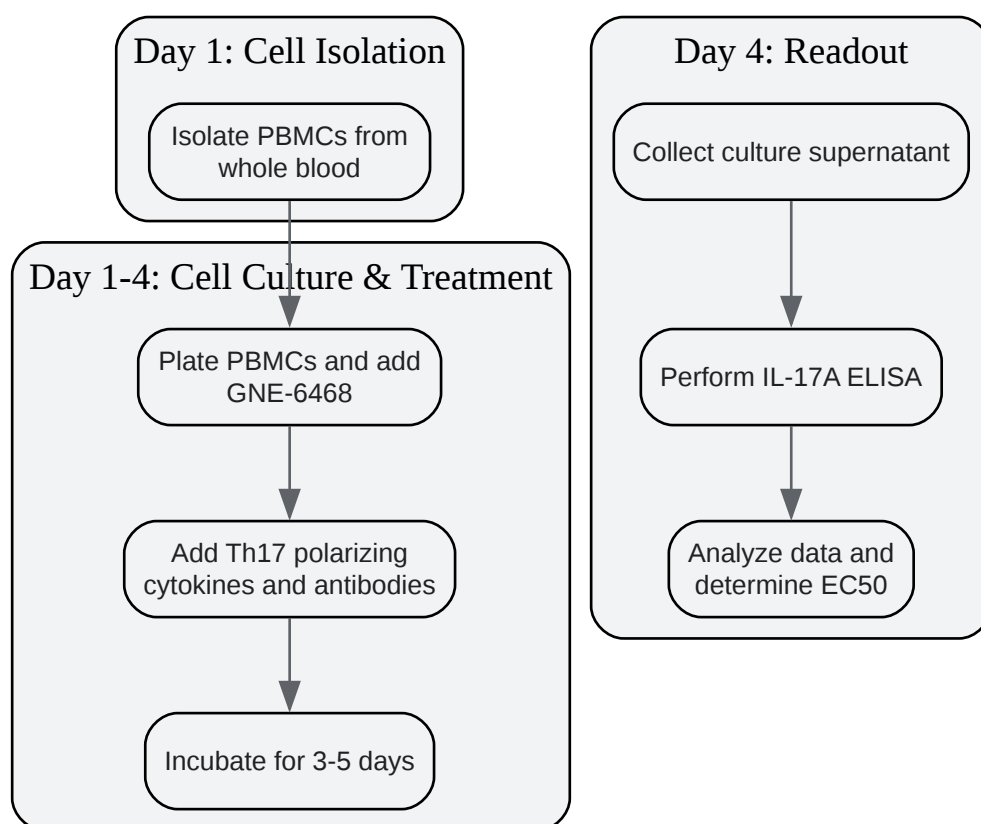 Day 1: Cell Isolation
Isolate PBMCs from
whole blood
Day 1-4: Cell Culture & Treatment
Plate PBMCs and add
GNE-6468
Add Th17 polarizing
cytokines and antibodies
Incubate for 3-5 days
Day 4: Readout
Collect culture supernatant
Perform IL-17A ELISA
Analyze data and
determine EC50